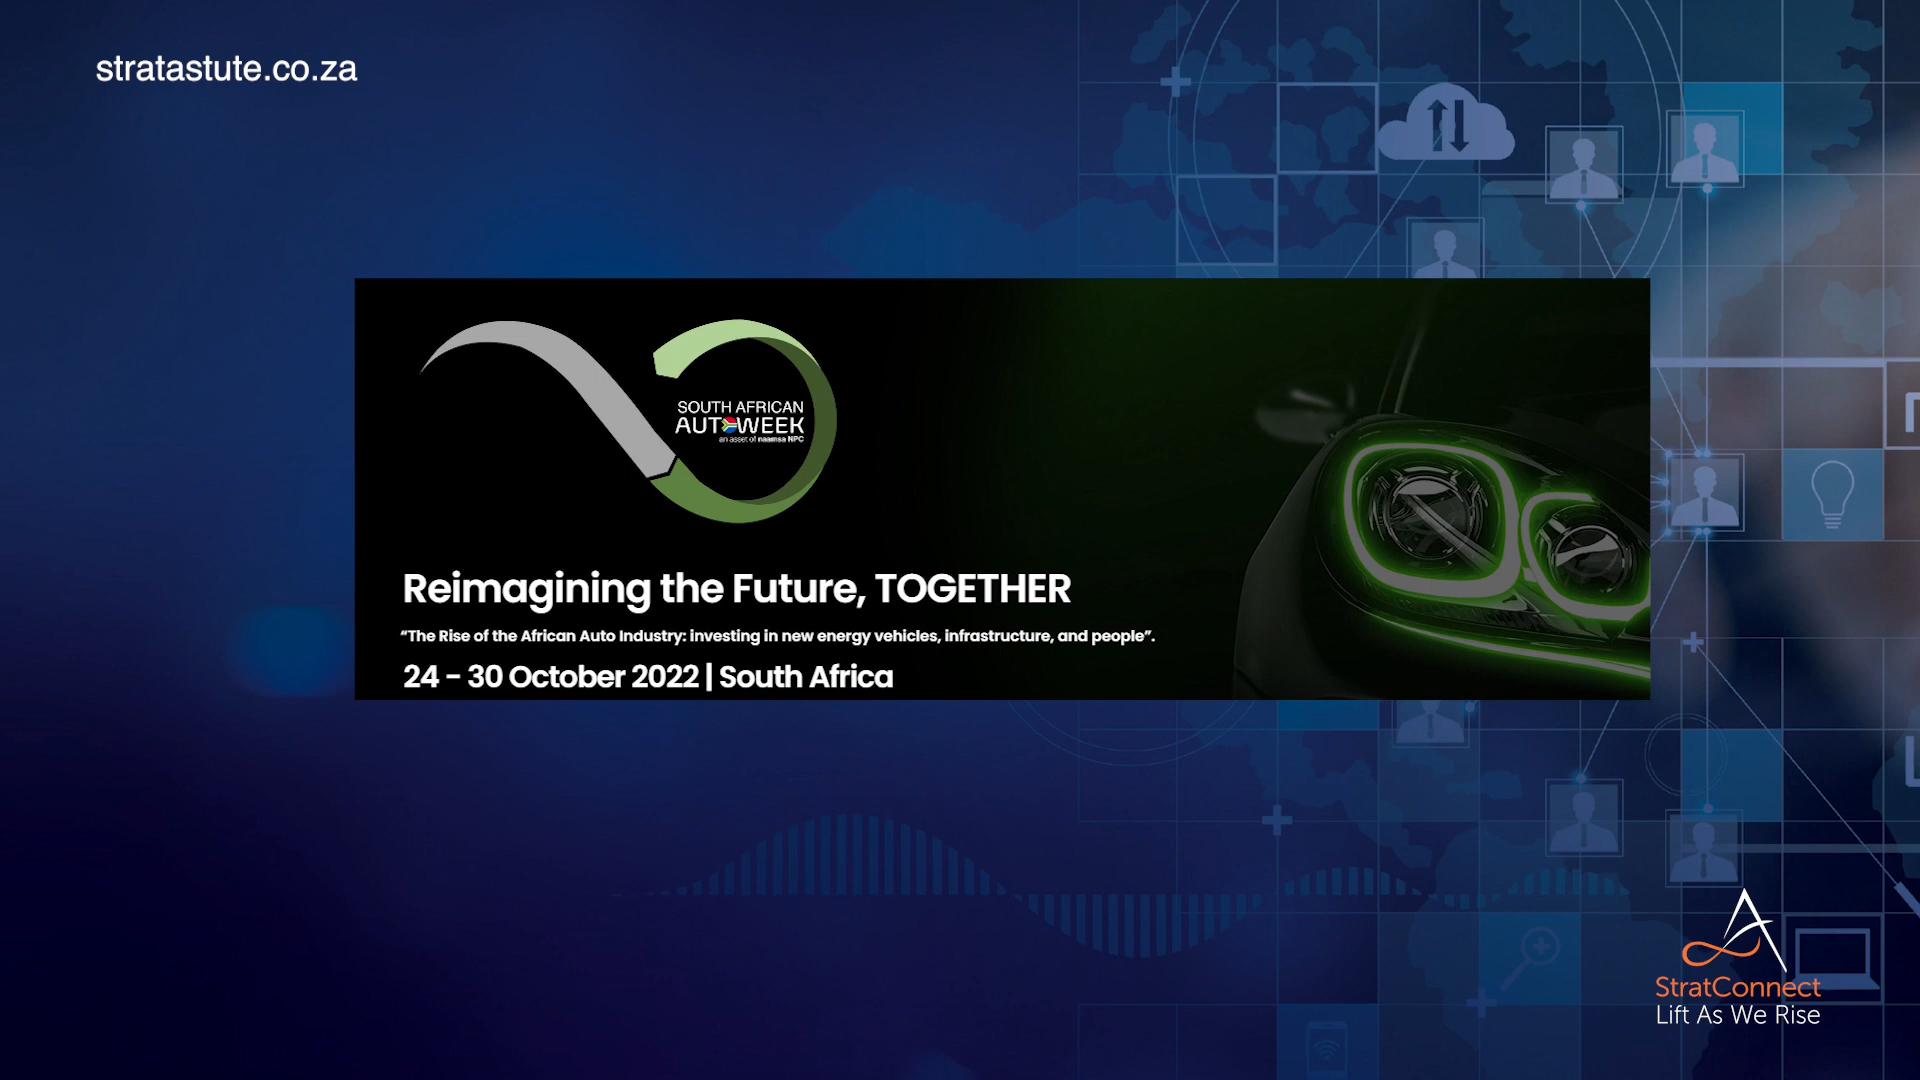 stratastute.co.za
SOUTH AFRICAN
AUTOWEEK
an asset of naamsa NPC
Reimagining the Future, TOGETHER
“The Rise of the African Auto Industry: investing in new energy vehicles, infrastructure, and people”.
24 – 30 October 2022 | South Africa
StratConnect
Lift As We Rise